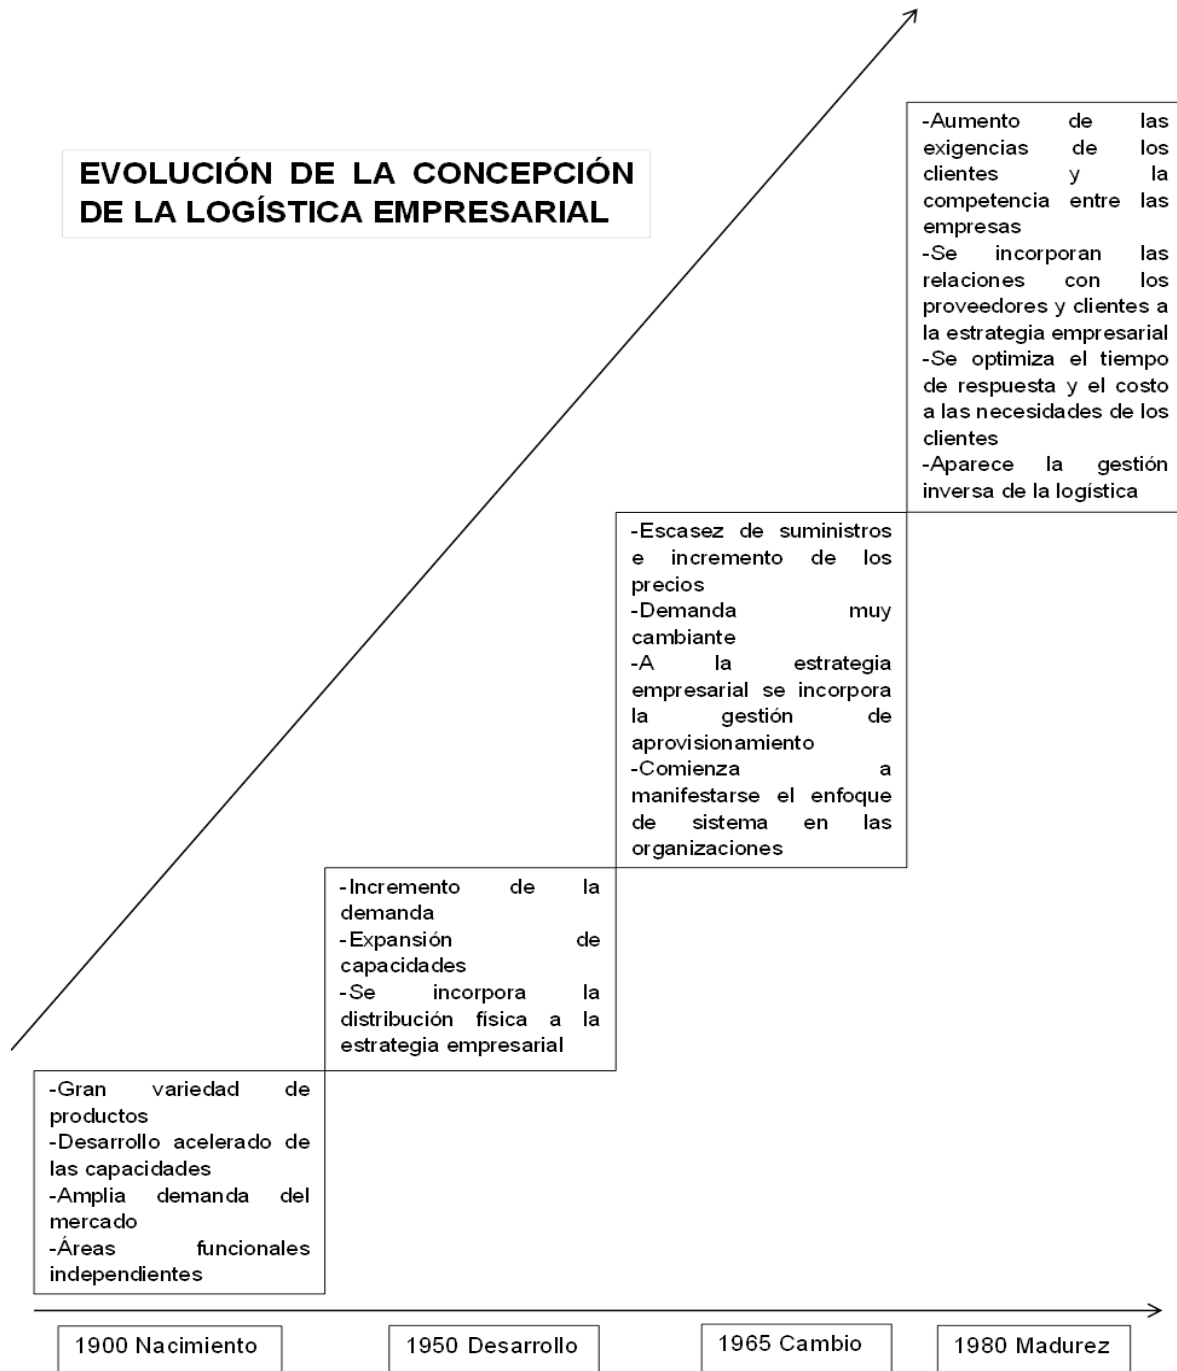 EVOLUCIÓN DE LA CONCEPCIÓN
DE LA LOGÍSTICA EMPRESARIAL
-Aumento de las
exigencias de los
clientes y la
competencia entre las
empresas
-Se incorporan las
relaciones con los
proveedores y clientes a
la estrategia empresarial
-Se optimiza el tiempo
de respuesta y el costo
a las necesidades de los
clientes
-Aparece la gestión
inversa de la logística
-Escasez de suministros
e incremento de los
precios
-Demanda muy
cambiante
-A la estrategia
empresarial se incorpora
la gestión de
aprovisionamiento
-Comienza a
manifestarse el enfoque
de sistema en las
organizaciones
-Incremento de la
demanda
-Expansión de
capacidades
-Se incorpora la
distribución física a la
estrategia empresarial
-Gran variedad de
productos
-Desarrollo acelerado de
las capacidades
-Amplia demanda del
mercado
-Áreas funcionales
independientes
1900 Nacimiento
1950 Desarrollo
1965 Cambio
1980 Madurez